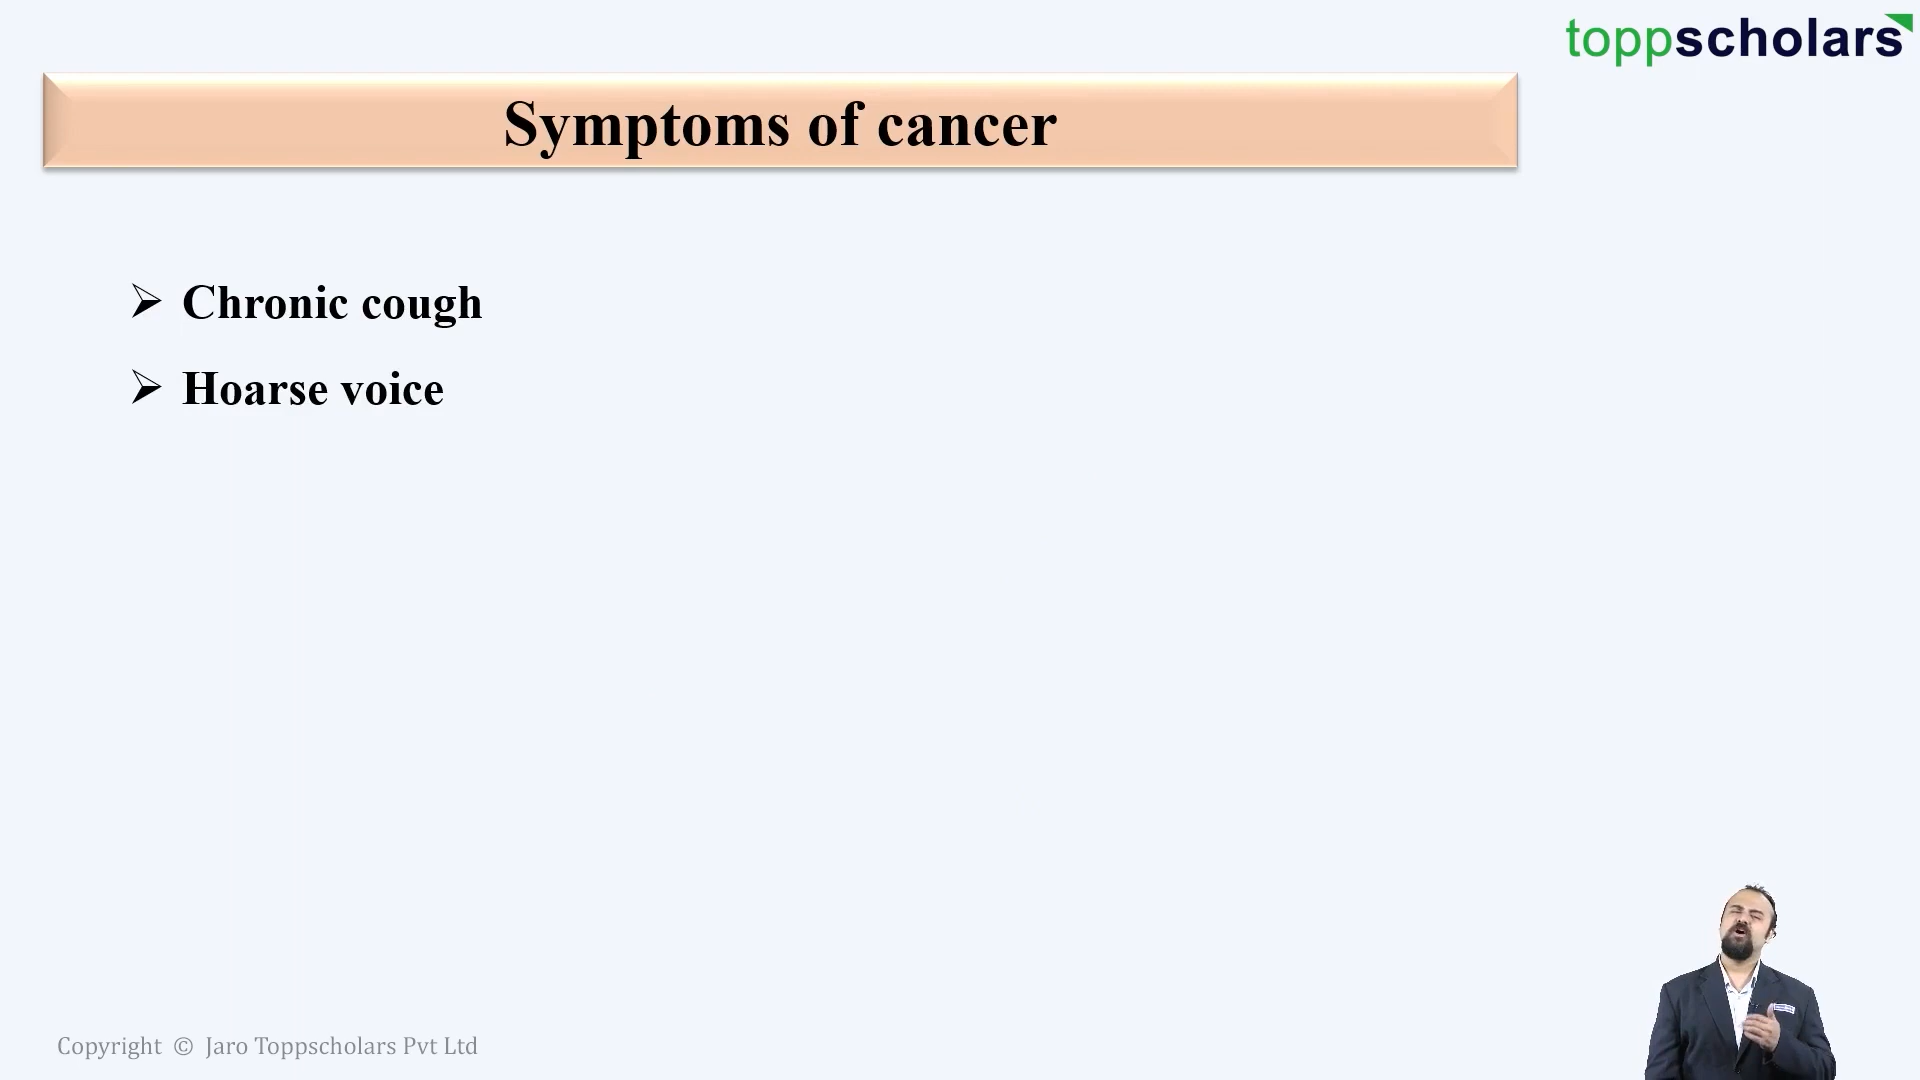 toppscholars
Symptoms of cancer
➢ Chronic cough
➢ Hoarse voice
Copyright © Jaro Toppscholars Pvt Ltd